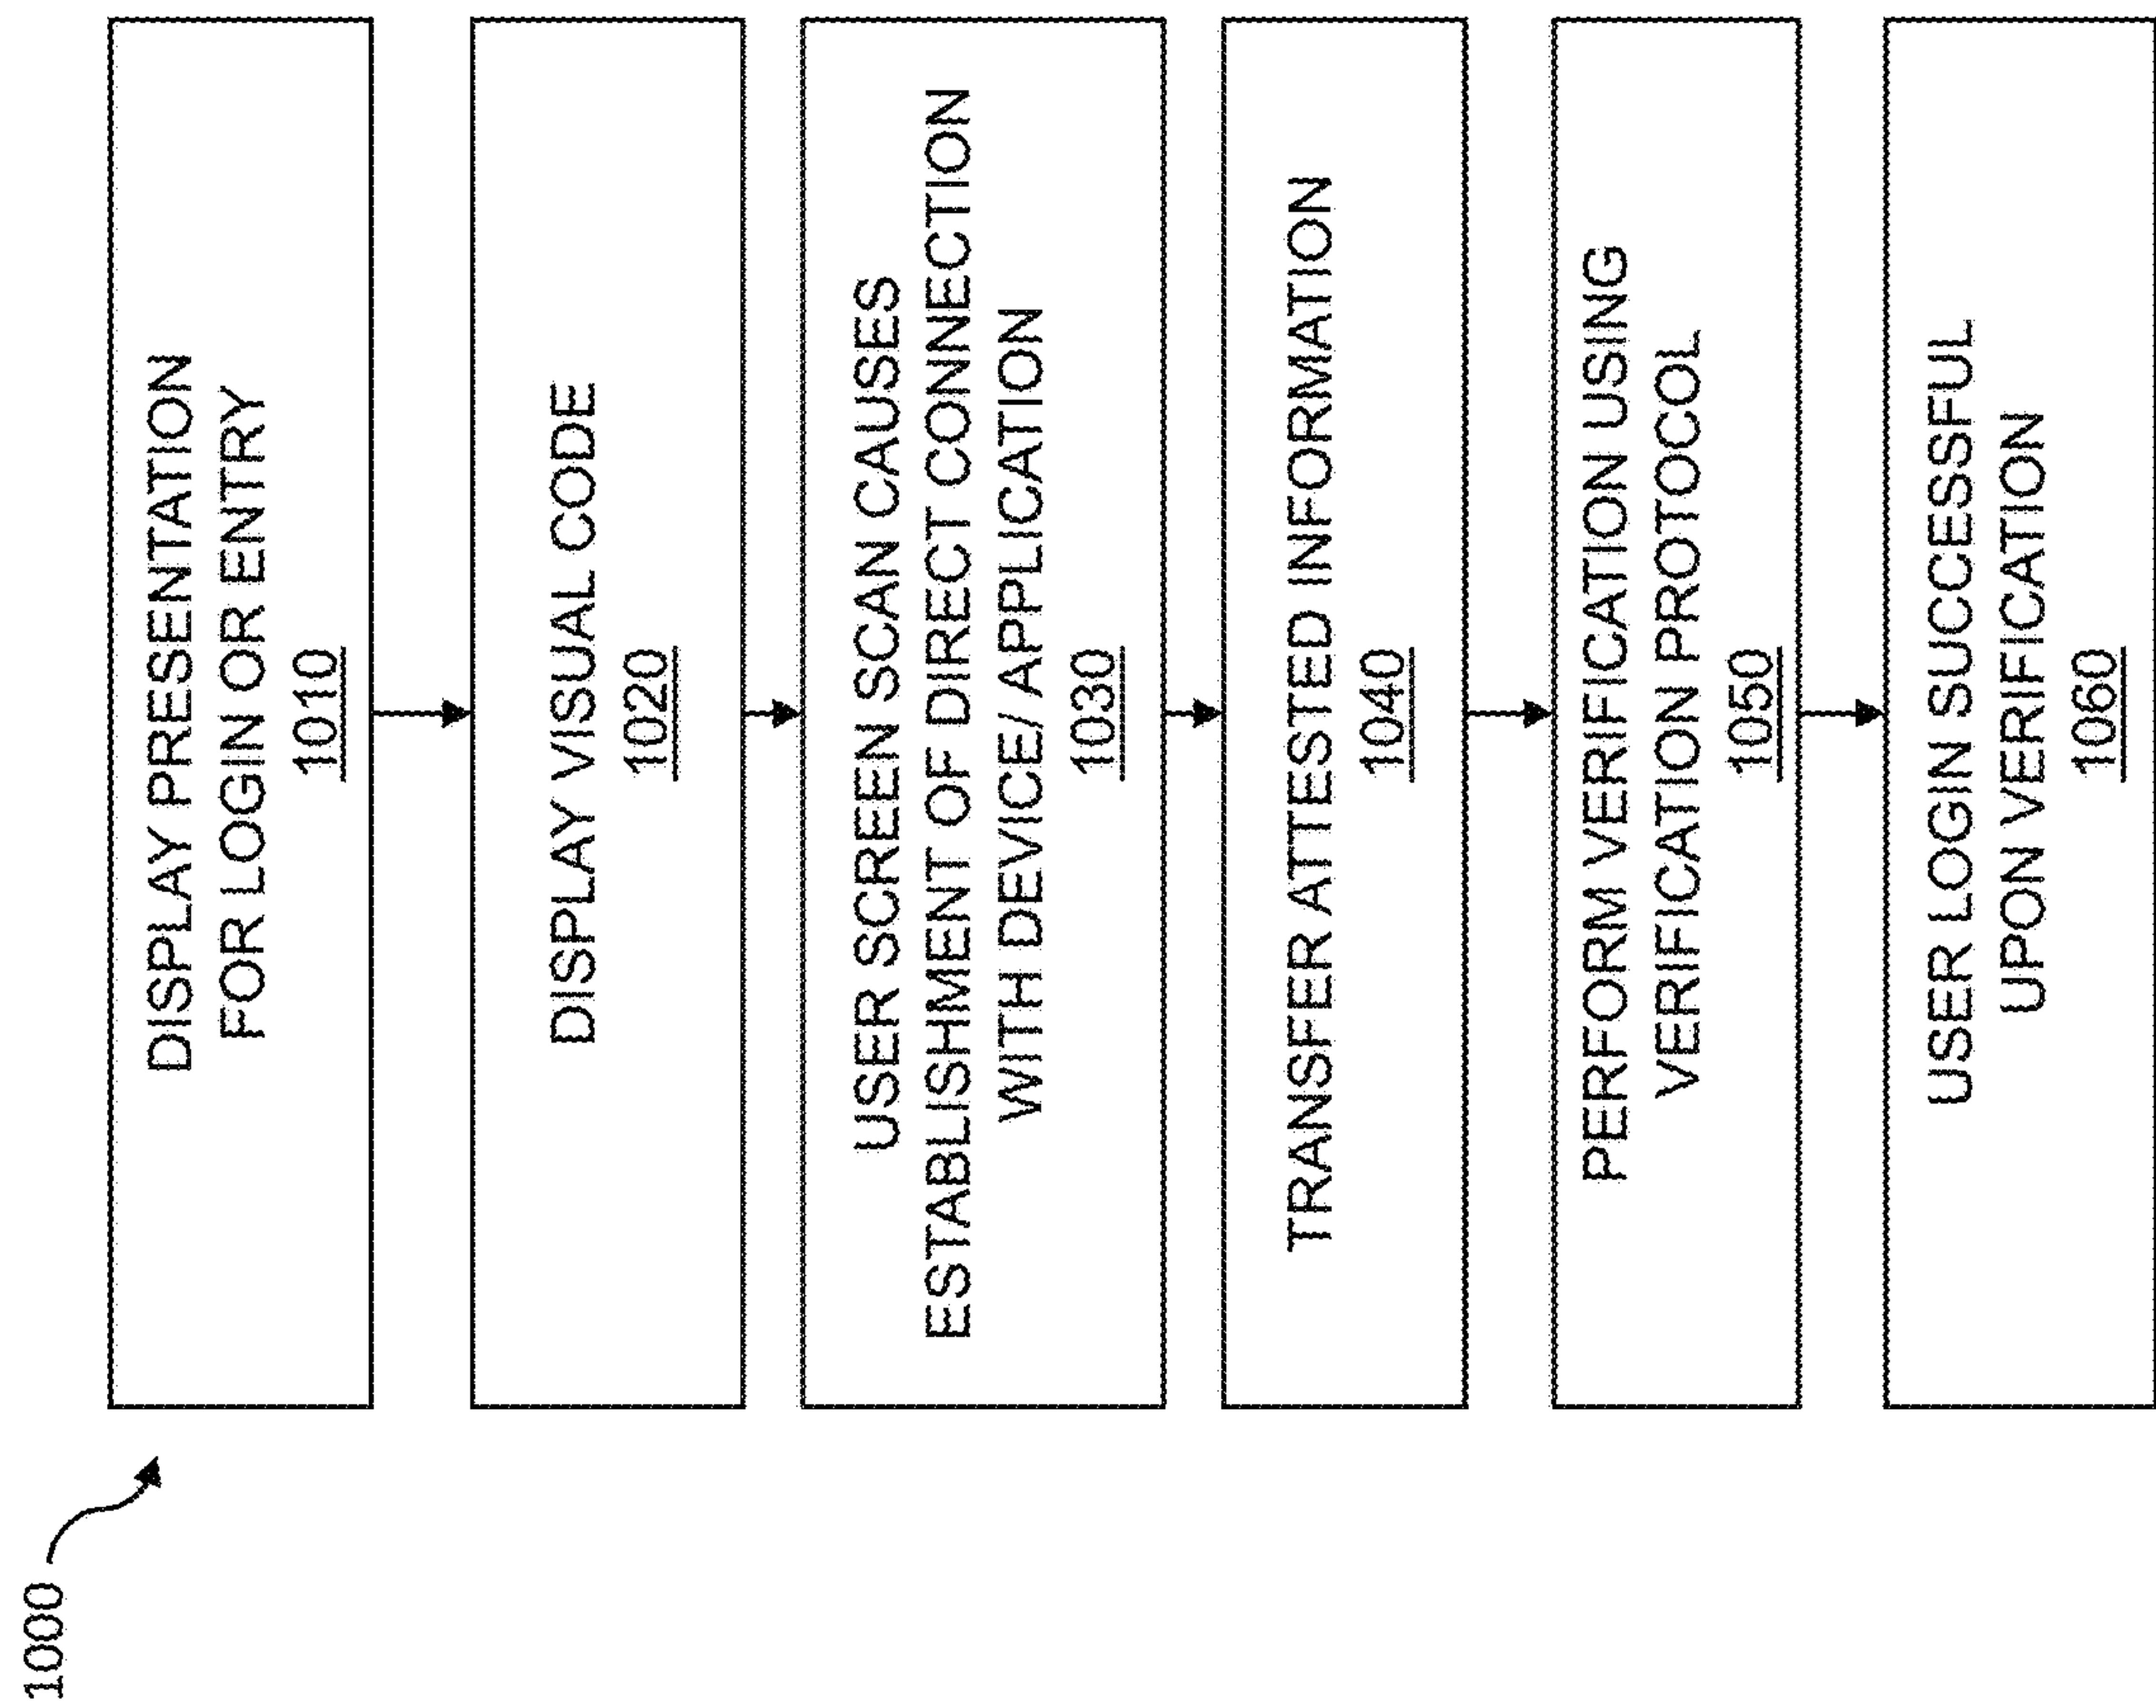 1000
DISPLAY PRESENTATION
FOR LOGIN OR ENTRY
1010
DISPLAY VISUAL CODE
1020
USER SCREEN SCAN CAUSES
ESTABLISHMENT OF DIRECT CONNECTION
WITH DEVICE/ APPLICATION
1030
TRANSFER ATTESTED INFORMATION
1040
PERFORM VERIFICATION USING
VERIFICATION PROTOCOL
1050
USER LOGIN SUCCESSFUL
UPON VERIFICATION
1060